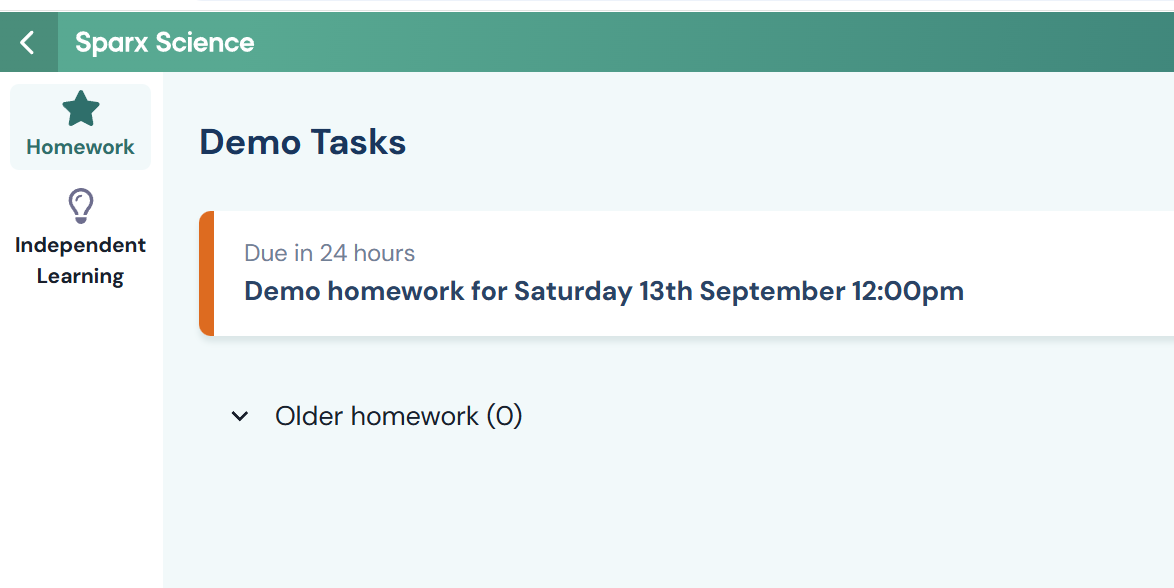 Sparx Science
Homework
Independent
Learning
Demo Tasks
Due in 24 hours
Demo homework for Saturday 13th September 12:00pm
Older homework (0)